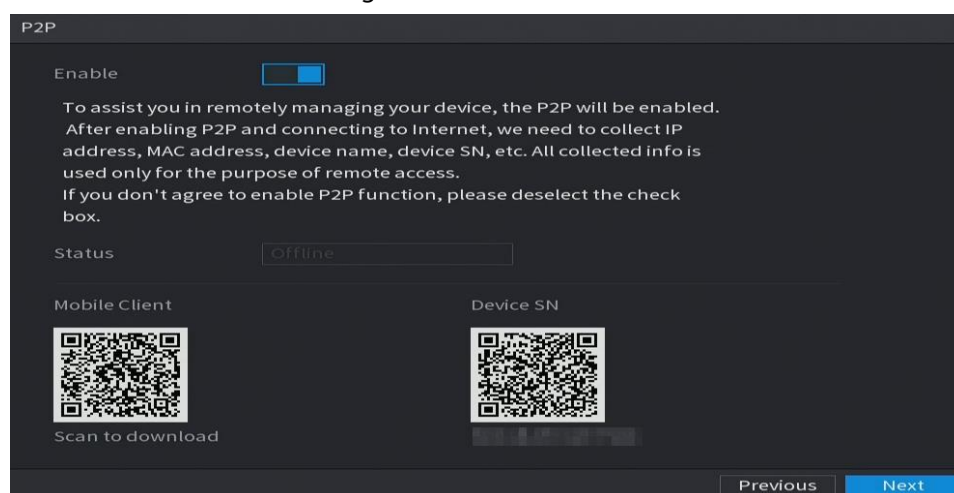 P2P
Enable
To assist you in remotely managing your device, the P2P will be enabled.
After enabling P2P and connecting to Internet, we need to collect IP
address, MAC address, device name, device SN, etc. All collected info is
used only for the purpose of remote access.
If you don't agree to enable P2P function, please deselect the check
box.
Status Offline
Mobile Client Device SN
Scan to download
Previous Next